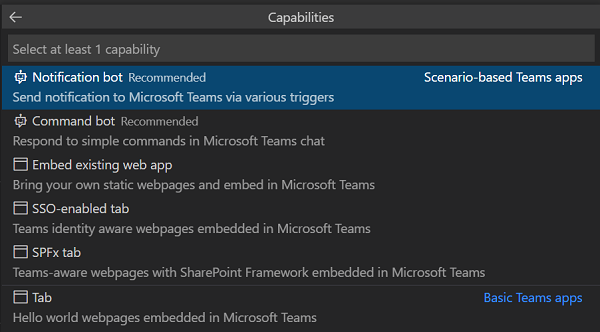 Capabilities
Select at least 1 capability
Notification bot Recommended Scenario-based Teams apps
Send notification to Microsoft Teams via various triggers
Command bot Recommended
Respond to simple commands in Microsoft Teams chat
Embed existing web app
Bring your own static webpages and embed in Microsoft Teams
SSO-enabled tab
Teams identity aware webpages embedded in Microsoft Teams
SPFx tab
Teams-aware webpages with SharePoint Framework embedded in Microsoft Teams
Tab Basic Teams apps
Hello world webpages embedded in Microsoft Teams